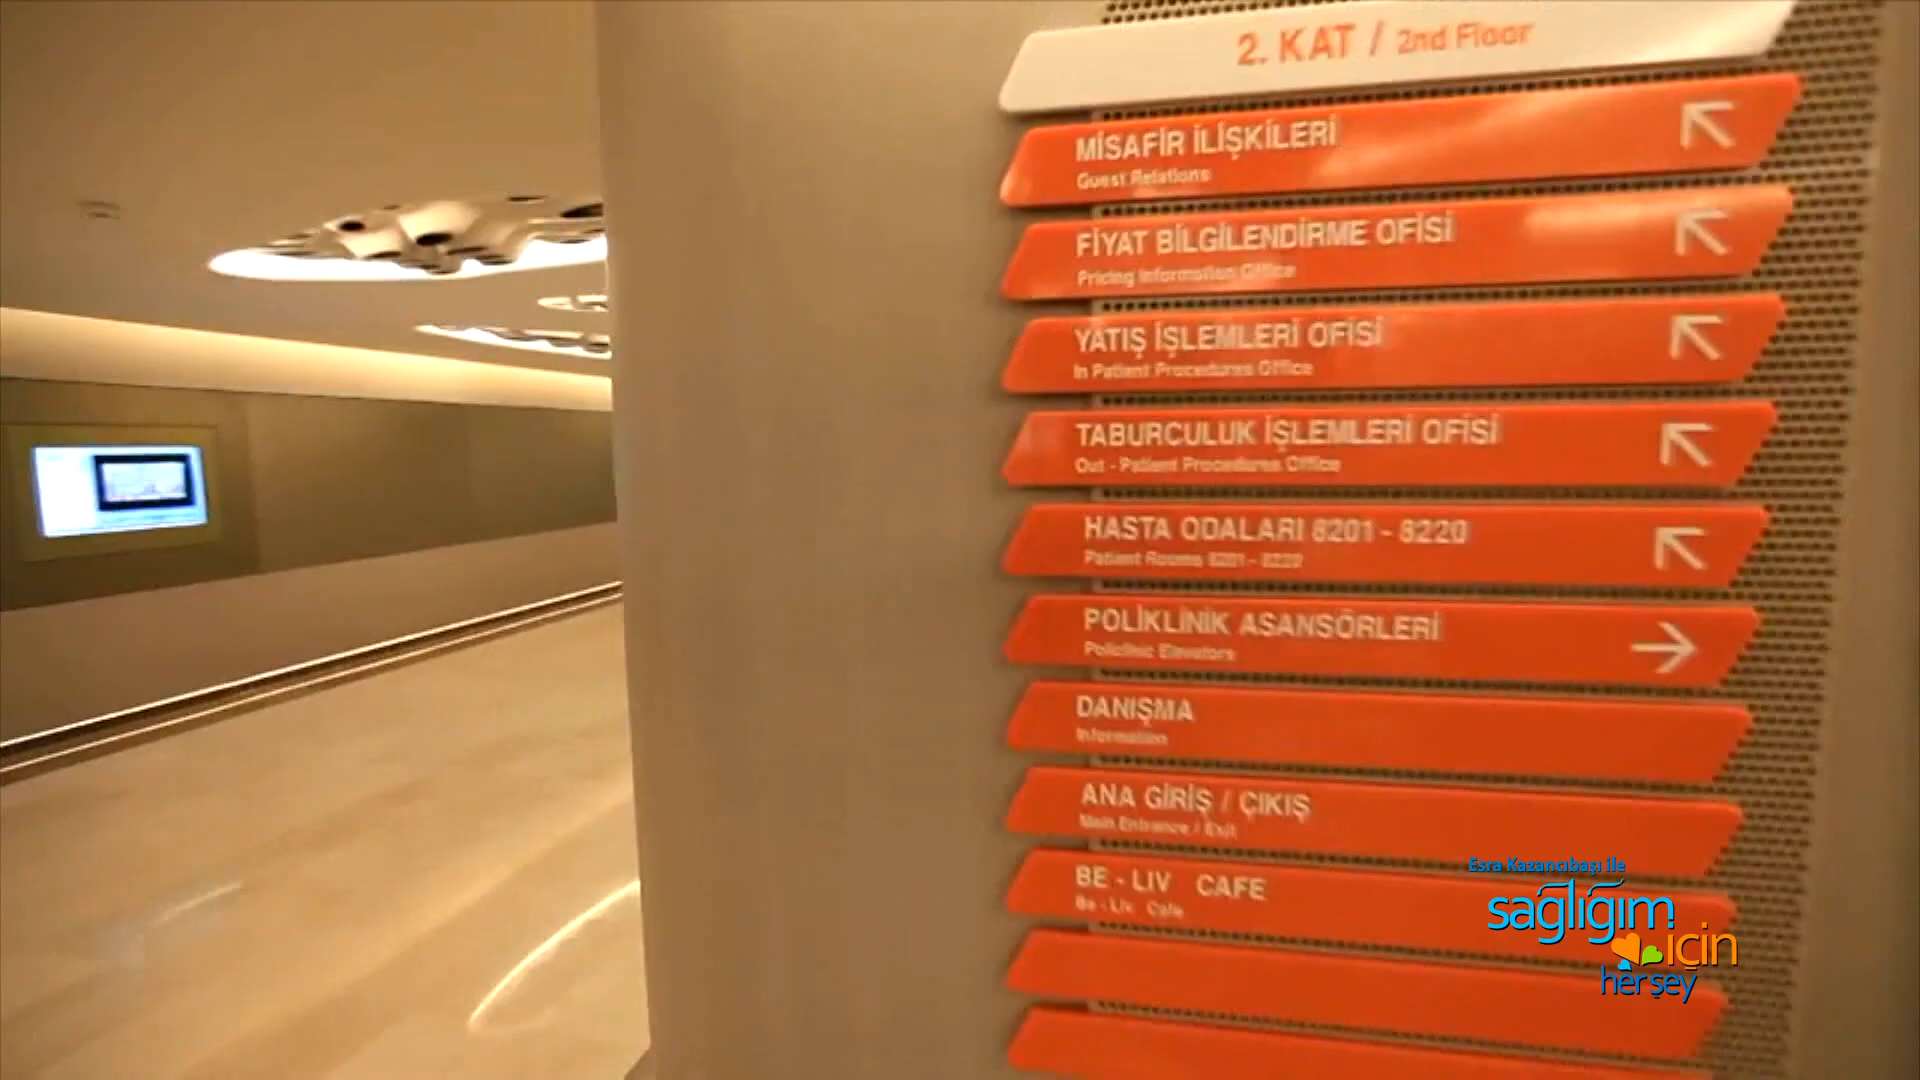 2. KAT / 2nd Floor
MİSAFİR İLİŞKİLERİ
Guest Relations
FİYAT BİLGİLENDİRME OFİSİ
Pricing Information Office
YATIŞ İŞLEMLERİ OFİSİ
In Patient Procedures Office
TABURCULUK İŞLEMLERİ OFİSİ
Out - Patient Procedures Office
HASTA ODALARI 8201 - 8220
Patient Rooms 8201 - 8220
POLİKLİNİK ASANSÖRLERİ
Policlinic Elevators
DANIŞMA
Information
ANA GİRİŞ / ÇIKIŞ
Main Entrance / Exit
BE - LIV CAFE
Be - Liv Cafe
Esra Kazancıbaşı ile
sağlığım
için
herşey